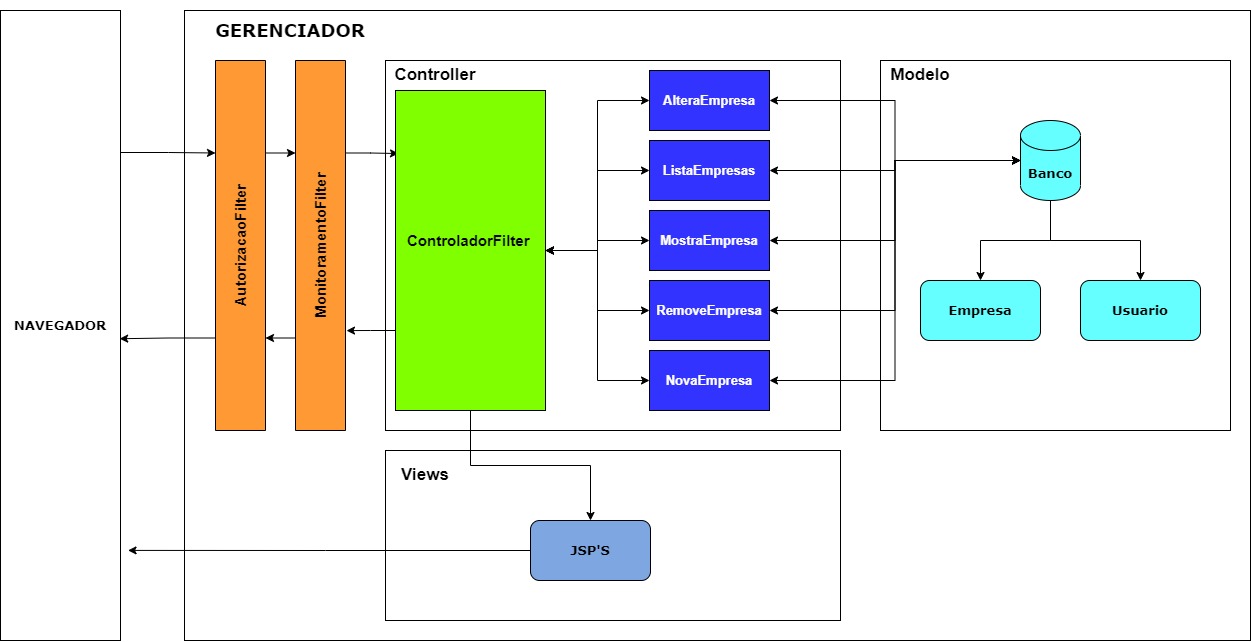 GERENCIADOR
Controller
Modelo
AlteraEmpresa
ListaEmpresas
Banco
AutorizacaoFilter
MonitoramentoFilter
ControladorFilter
MostraEmpresa
RemoveEmpresa
Empresa
Usuario
NAVEGADOR
NovaEmpresa
Views
JSP'S